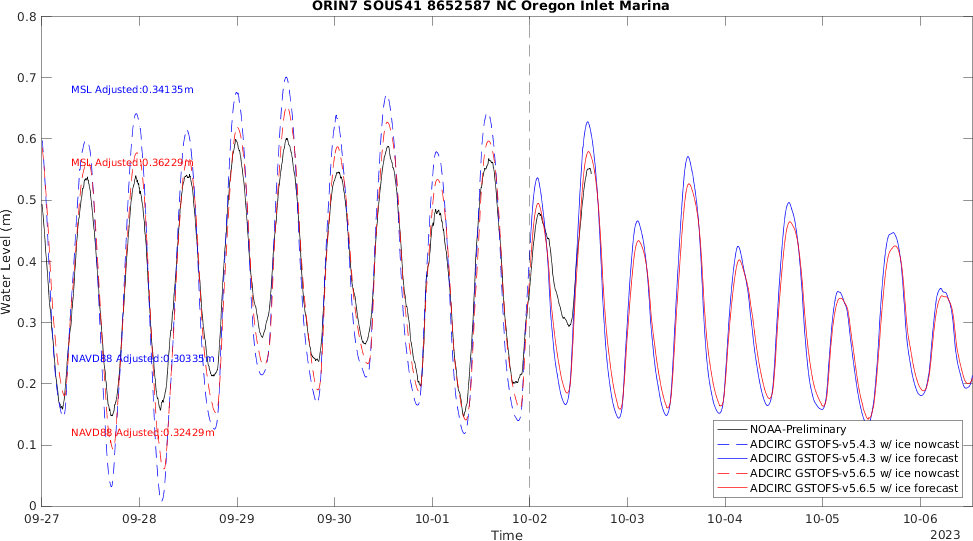 ORIN7 SOUS41 8652587 NC Oregon Inlet Marina
0.8
0.7
0.6
0.5
0.4
0.3
0.2
0.1
0
Water Level (m)
MSL Adjusted:0.34135m
MSL Adjusted:0.36229m
NAVD88 Adjusted:0.30335m
NAVD88 Adjusted:0.32429m
NOAA-Preliminary
ADCIRC GSTOFS-v5.4.3 w/ ice nowcast
ADCIRC GSTOFS-v5.4.3 w/ ice forecast
ADCIRC GSTOFS-v5.6.5 w/ ice nowcast
ADCIRC GSTOFS-v5.6.5 w/ ice forecast
09-27 09-28 09-29 09-30 10-01 10-02 10-03 10-04 10-05 10-06
Time
2023